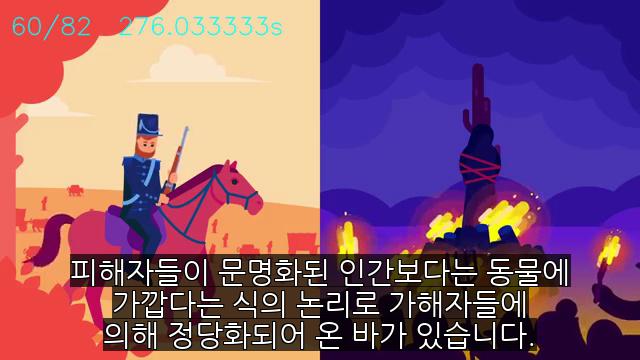 60/82 276.033333s
피해자들이 문명화된 인간보다는 동물에
가깝다는 식의 논리로 가해자들에
의해 정당화되어 온 바가 있습니다.